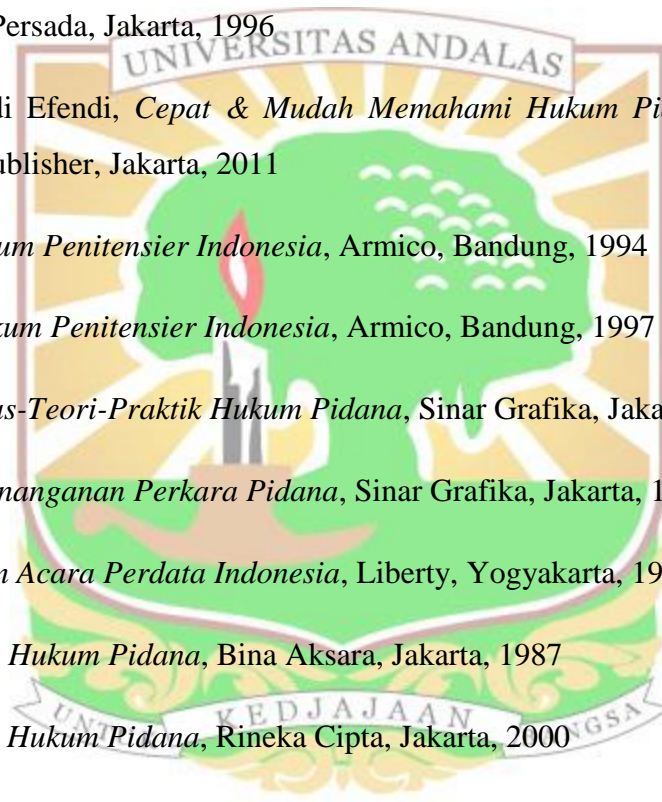 Persada, Jakarta, 1996
UNIVERSITAS ANDALAS
di Efendi, Cepat & Mudah Memahami Hukum
ublisher, Jakarta, 2011
um Penitensier Indonesia, Armico, Bandung, 1994
kum Penitensier Indonesia, Armico, Bandung, 1997
s-Teori-Praktik Hukum Pidana, Sinar Grafika,
nanganan Perkara Pidana, Sinar Grafika, Jakarta, 1
n Acara Perdata Indonesia, Liberty, Yogyakarta, 19
Hukum Pidana, Bina Aksara, Jakarta, 1987
KEDJAJAAN
Hukum Pidana, Rineka Cipta, Jakarta, 2000